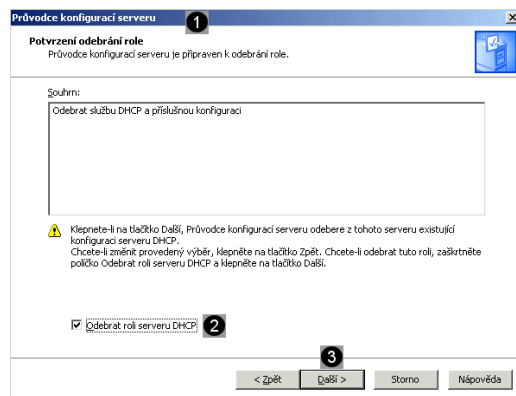 Průvodce konfigurací serveru
1
Potvrzení odebrání role
Průvodce konfigurací serveru je připraven k odebrání role.
Souhrn:
Odebrat službu DHCP a příslušnou konfiguraci
Klepnete-li na tlačítko Další, Průvodce konfigurací serveru odebere z tohoto serveru existující
konfiguraci serveru DHCP.
Chcete-li změnit provedený výběr, klepněte na tlačítko Zpět. Chcete-li odebrat tuto roli, zaškrtněte
políčko Odebrat roli serveru DHCP a klepněte na tlačítko Další.
Odebrat roli serveru DHCP 2
3
< Zpět Další > Storno Nápověda